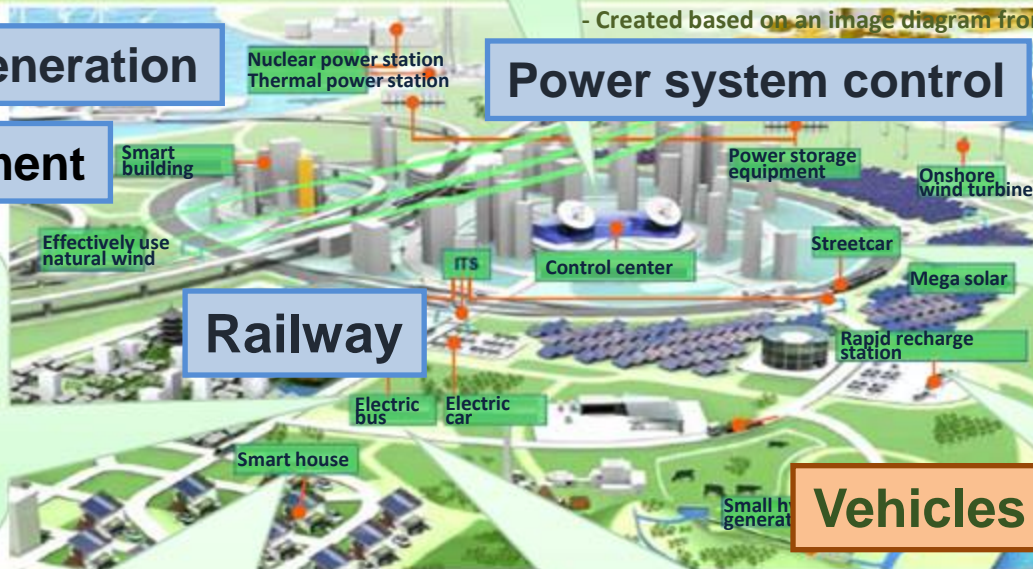 - Created based on an image diagram from
eneration
Nuclear power station
Thermal power station
Power system control
ment
Smart
building
Power storage
equipment
Onshore
wind turbine
Effectively use
natural wind
ITS
Control center
Streetcar
Mega solar
Railway
Rapid recharge
station
Electric
bus
Electric
car
Smart house
Small h
generat
Vehicles